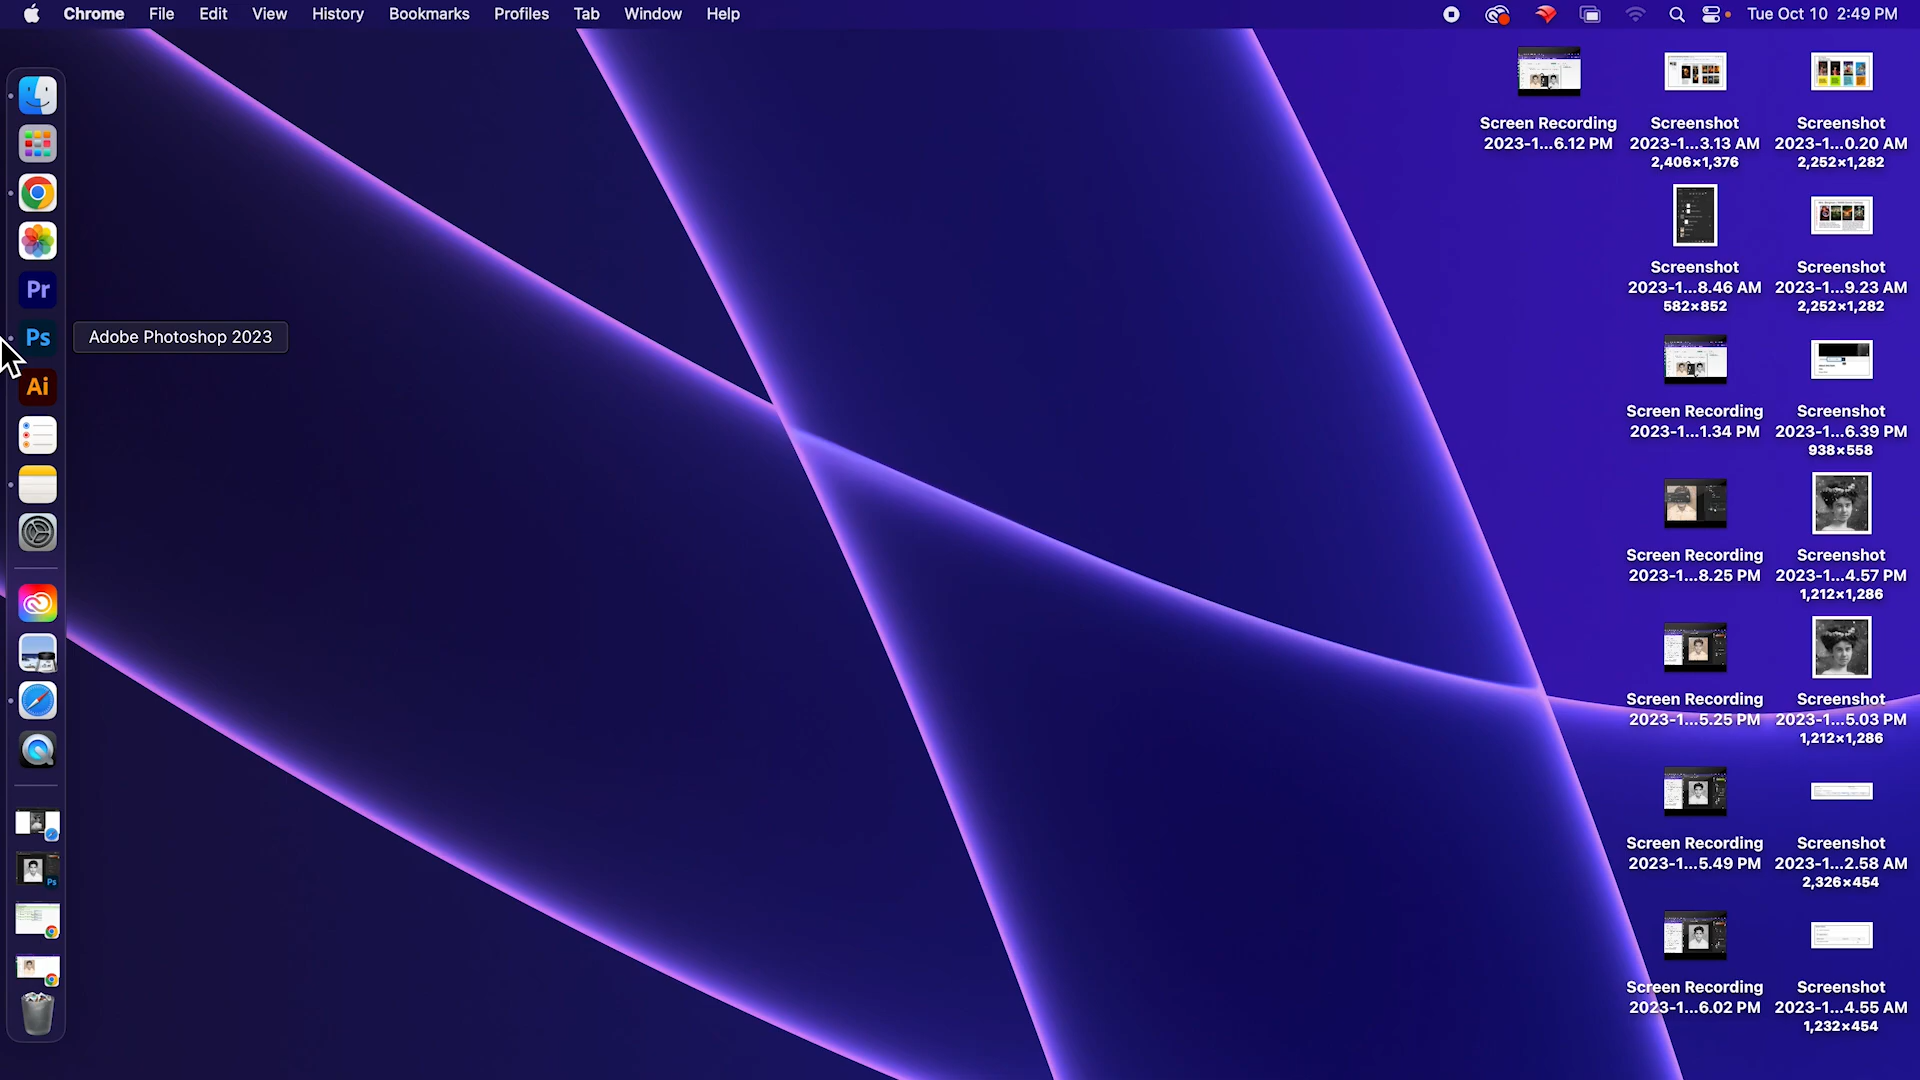 Chrome File Edit View History Bookmarks Profiles Tab Window Help Tue Oct 10 2:49 PM
Pr
Ps
Adobe Photoshop 2023
Ai
Screen Recording
2023-1...6.12 PM
Screenshot
2023-1...3.13 AM
2,406×1,376
Screenshot
2023-1...0.20 AM
2,252×1,282
Screenshot
2023-1...8.46 AM
582×852
Screenshot
2023-1...9.23 AM
2,252×1,282
Screen Recording
2023-1...1.34 PM
Screenshot
2023-1...6.39 PM
938×558
Screen Recording
2023-1...8.25 PM
Screenshot
2023-1...4.57 PM
1,212×1,286
Screen Recording
2023-1...5.25 PM
Screenshot
2023-1...5.03 PM
1,212×1,286
Screen Recording
2023-1...5.49 PM
Screenshot
2023-1...2.58 AM
2,326×454
Screen Recording
2023-1...6.02 PM
Screenshot
2023-1...4.55 AM
1,232×454
Ps